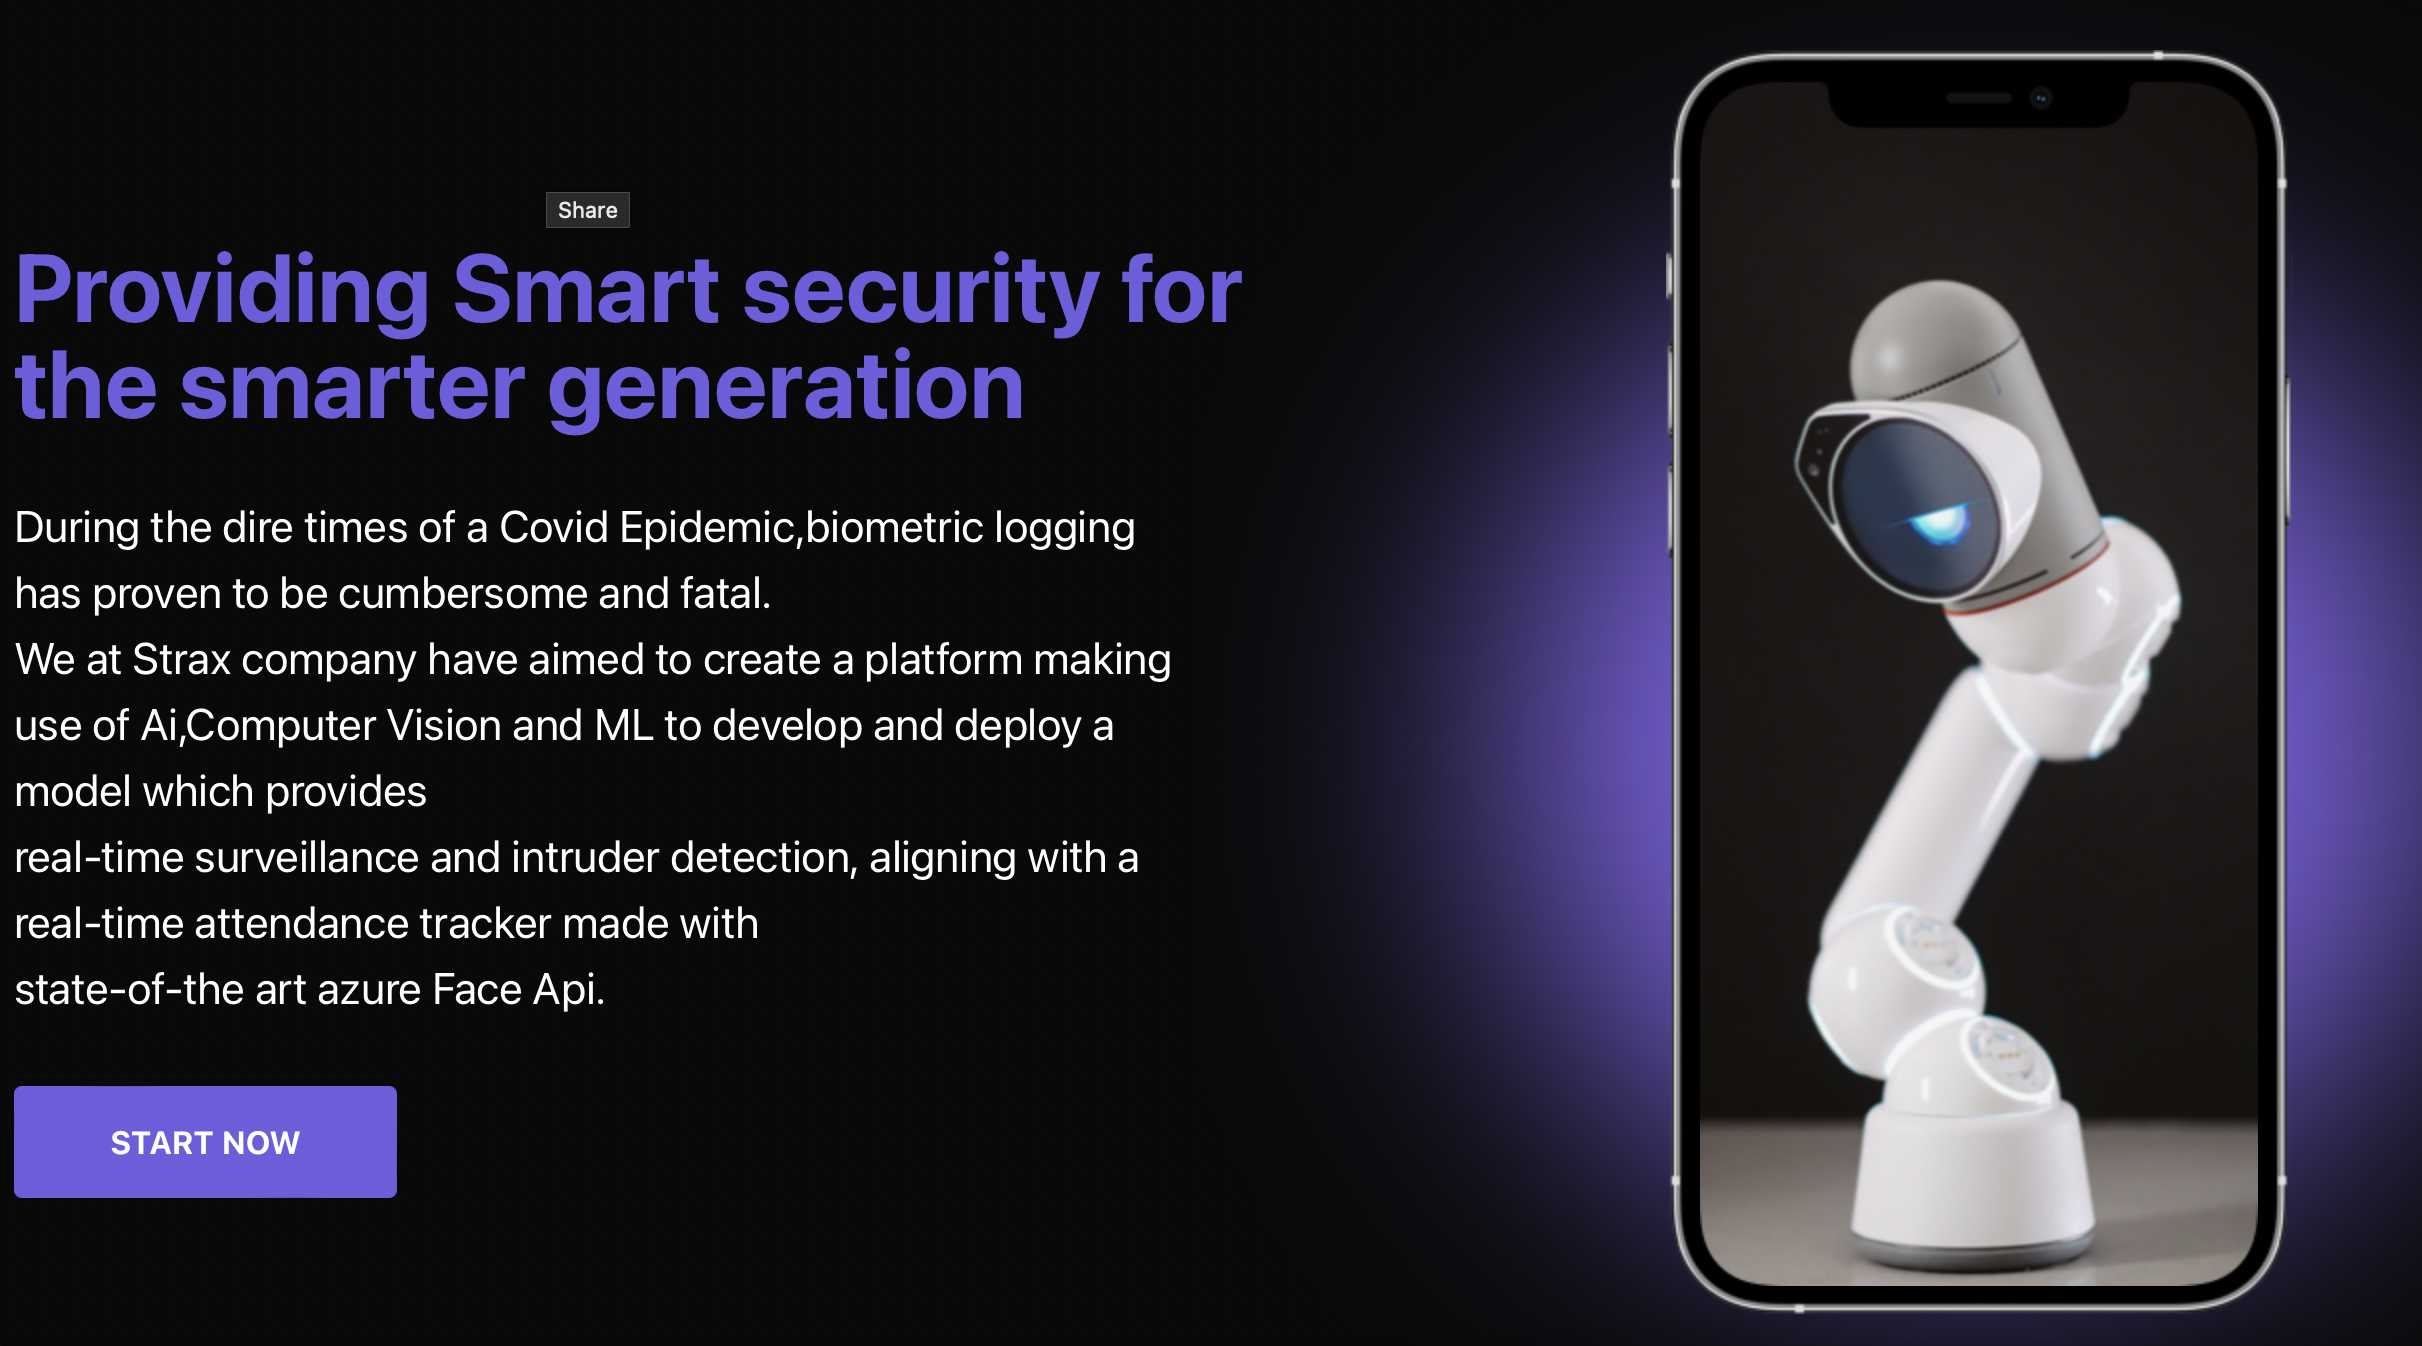 Share
Providing Smart security for
the smarter generation
During the dire times of a Covid Epidemic,biometric logging
has proven to be cumbersome and fatal.
We at Strax company have aimed to create a platform making
use of Ai,Computer Vision and ML to develop and deploy a
model which provides
real-time surveillance and intruder detection, aligning with a
real-time attendance tracker made with
state-of-the art azure Face Api.
START NOW